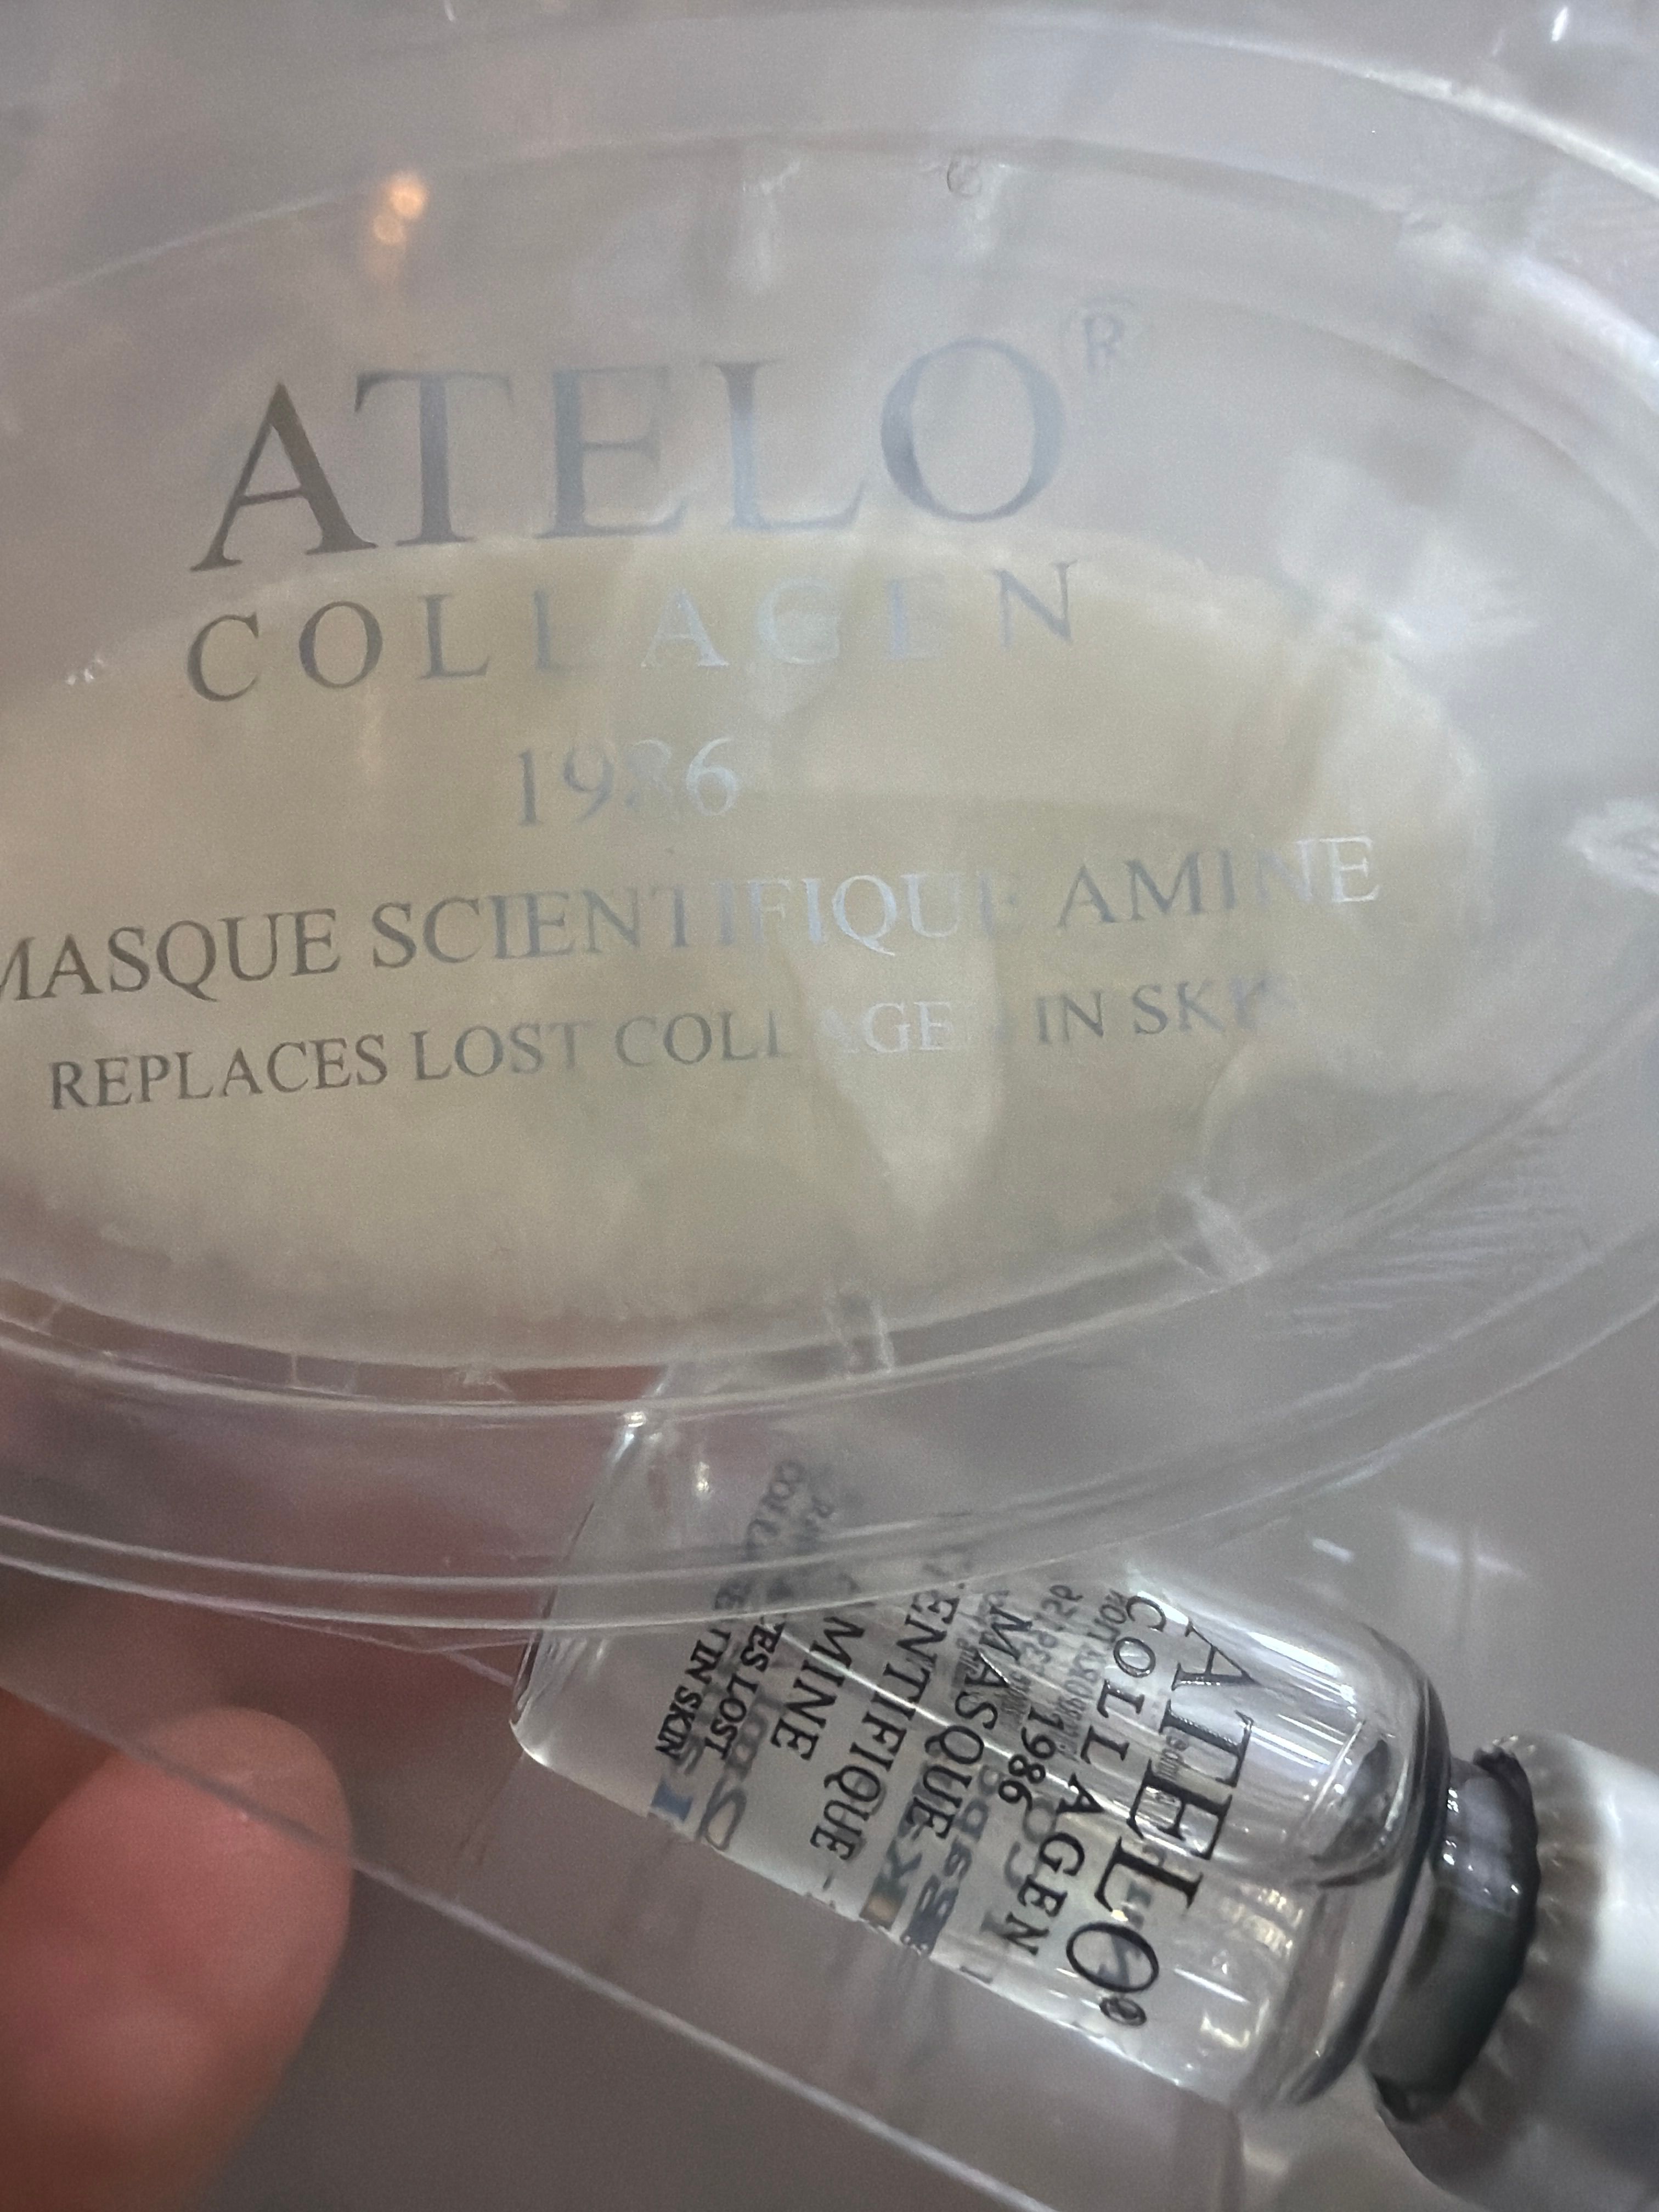 ATELO®
COLLAGEN
1986
MASQUE SCIENTIFIQUE AMINE
REPLACES LOST COLLAGEN IN SKIN
ATELO®
COLLAGEN
1986
MASQUE
SCIENTIFIQUE
AMINE
REPLACES LOST
COLLAGEN IN SKIN